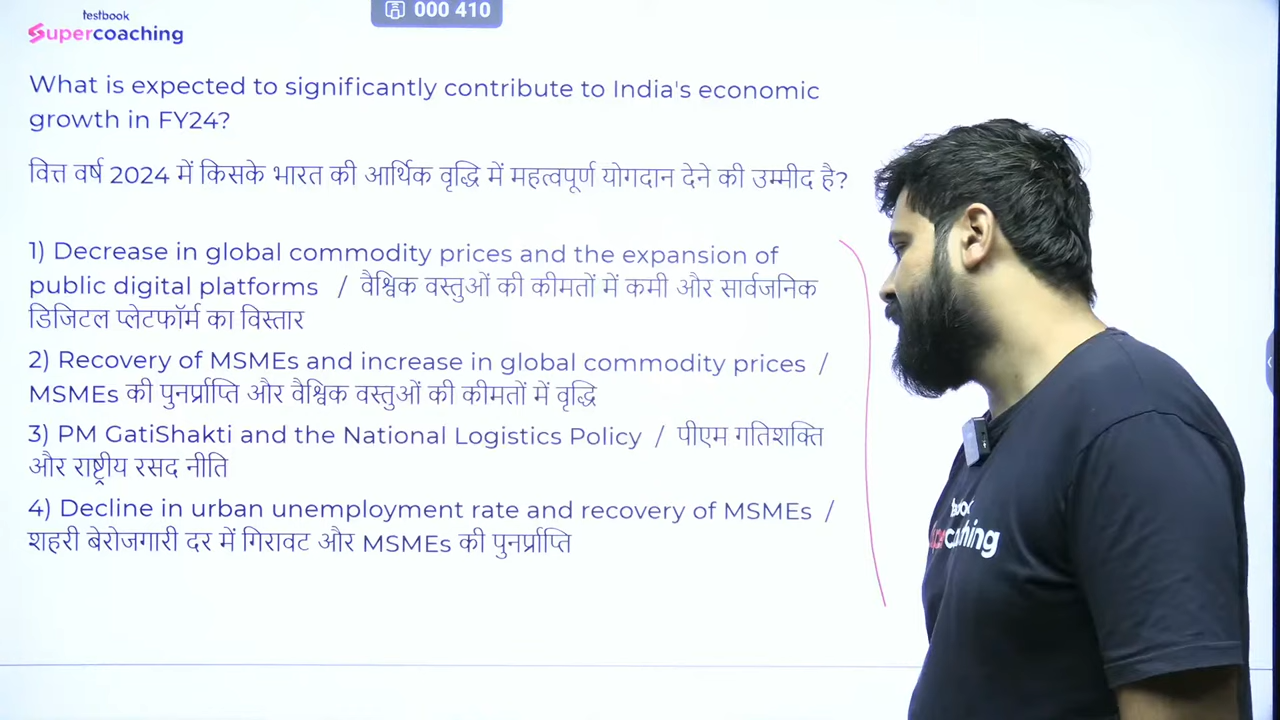 testbook
Supercoaching
000 410
What is expected to significantly contribute to India's economic
growth in FY24?
वित्त वर्ष 2024 में किसके भारत की आर्थिक वृद्धि में महत्वपूर्ण योगदान देने की उम्मीद है?
1) Decrease in global commodity prices and the expansion of
public digital platforms / वैश्विक वस्तुओं की कीमतों में कमी और सार्वजनिक
डिजिटल प्लेटफॉर्म का विस्तार
2) Recovery of MSMEs and increase in global commodity prices /
MSMEs की पुनर्प्राप्ति और वैश्विक वस्तुओं की कीमतों में वृद्धि
3) PM GatiShakti and the National Logistics Policy / पीएम गतिशक्ति
और राष्ट्रीय रसद नीति
4) Decline in urban unemployment rate and recovery of MSMEs /
शहरी बेरोजगारी दर में गिरावट और MSMEs की पुनर्प्राप्ति